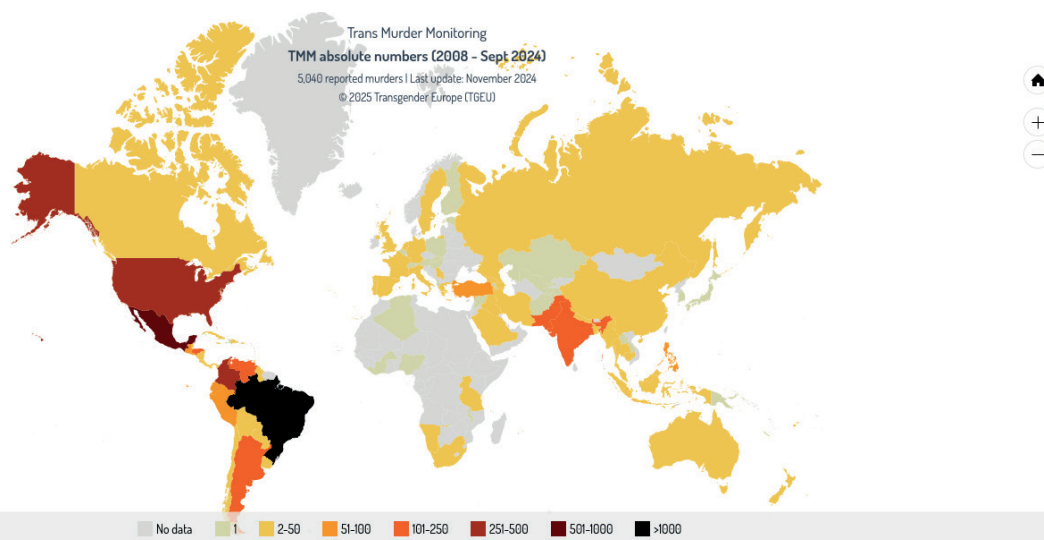 Trans Murder Monitoring
TMM absolute numbers (2008 - Sept 2024)
5,040 reported murders | Last update: November 2024
© 2025 Transgender Europe (TGEU)
No data 1 2-50 51-100 101-250 251-500 501-1000 >1000